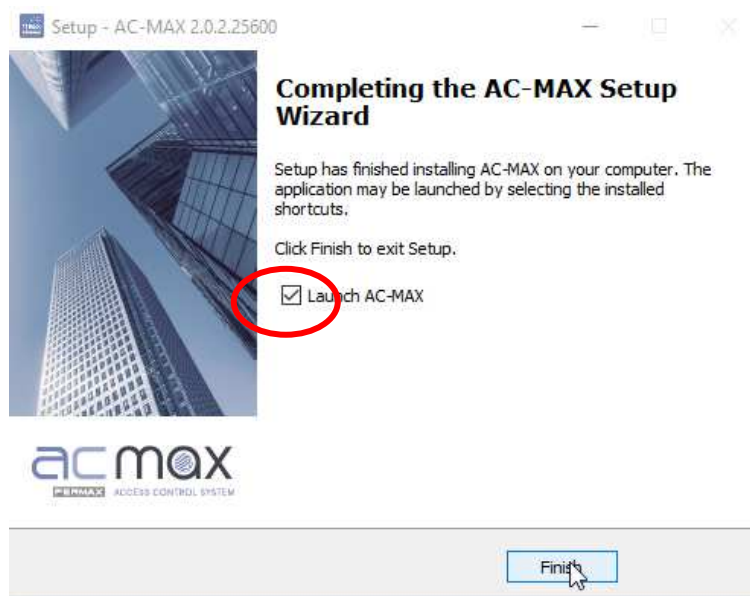 Setup - AC-MAX 2.0.2.25600
Completing the AC-MAX Setup
Wizard
Setup has finished installing AC-MAX on your computer. The
application may be launched by selecting the installed
shortcuts.
Click Finish to exit Setup.
Launch AC-MAX
acmax
PERMAX ACCESS CONTROL SYSTEM
Finish